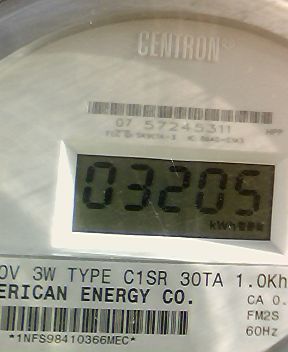 CENTRON®
07 57245311 HPP
03205
kWh
0V 3W TYPE C1SR 30TA 1.0Kh
ERICAN ENERGY CO. CA 0.
FM2S
*1NFS98410366MEC* 60Hz